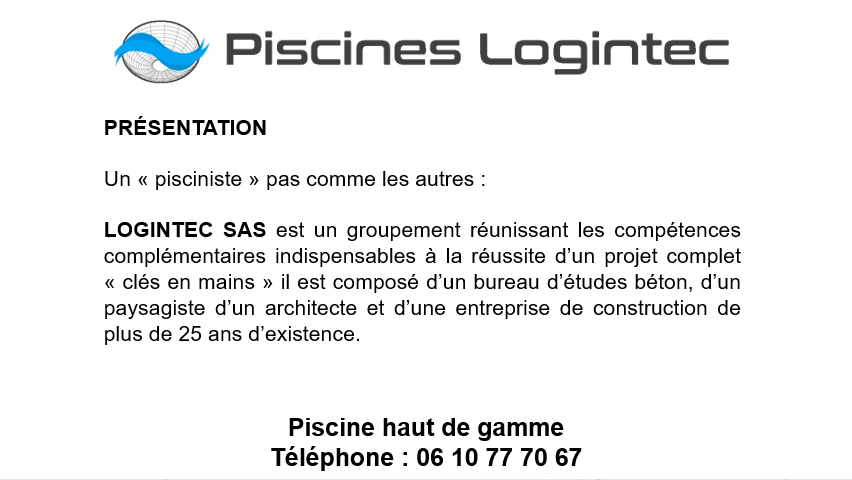 Piscines Logintec
PRÉSENTATION
Un « pisciniste » pas comme les autres :
LOGINTEC SAS est un groupement réunissant les compétences
complémentaires indispensables à la réussite d’un projet complet
« clés en mains » il est composé d’un bureau d’études béton, d’un
paysagiste d’un architecte et d’une entreprise de construction de
plus de 25 ans d’existence.
Piscine haut de gamme
Téléphone : 06 10 77 70 67